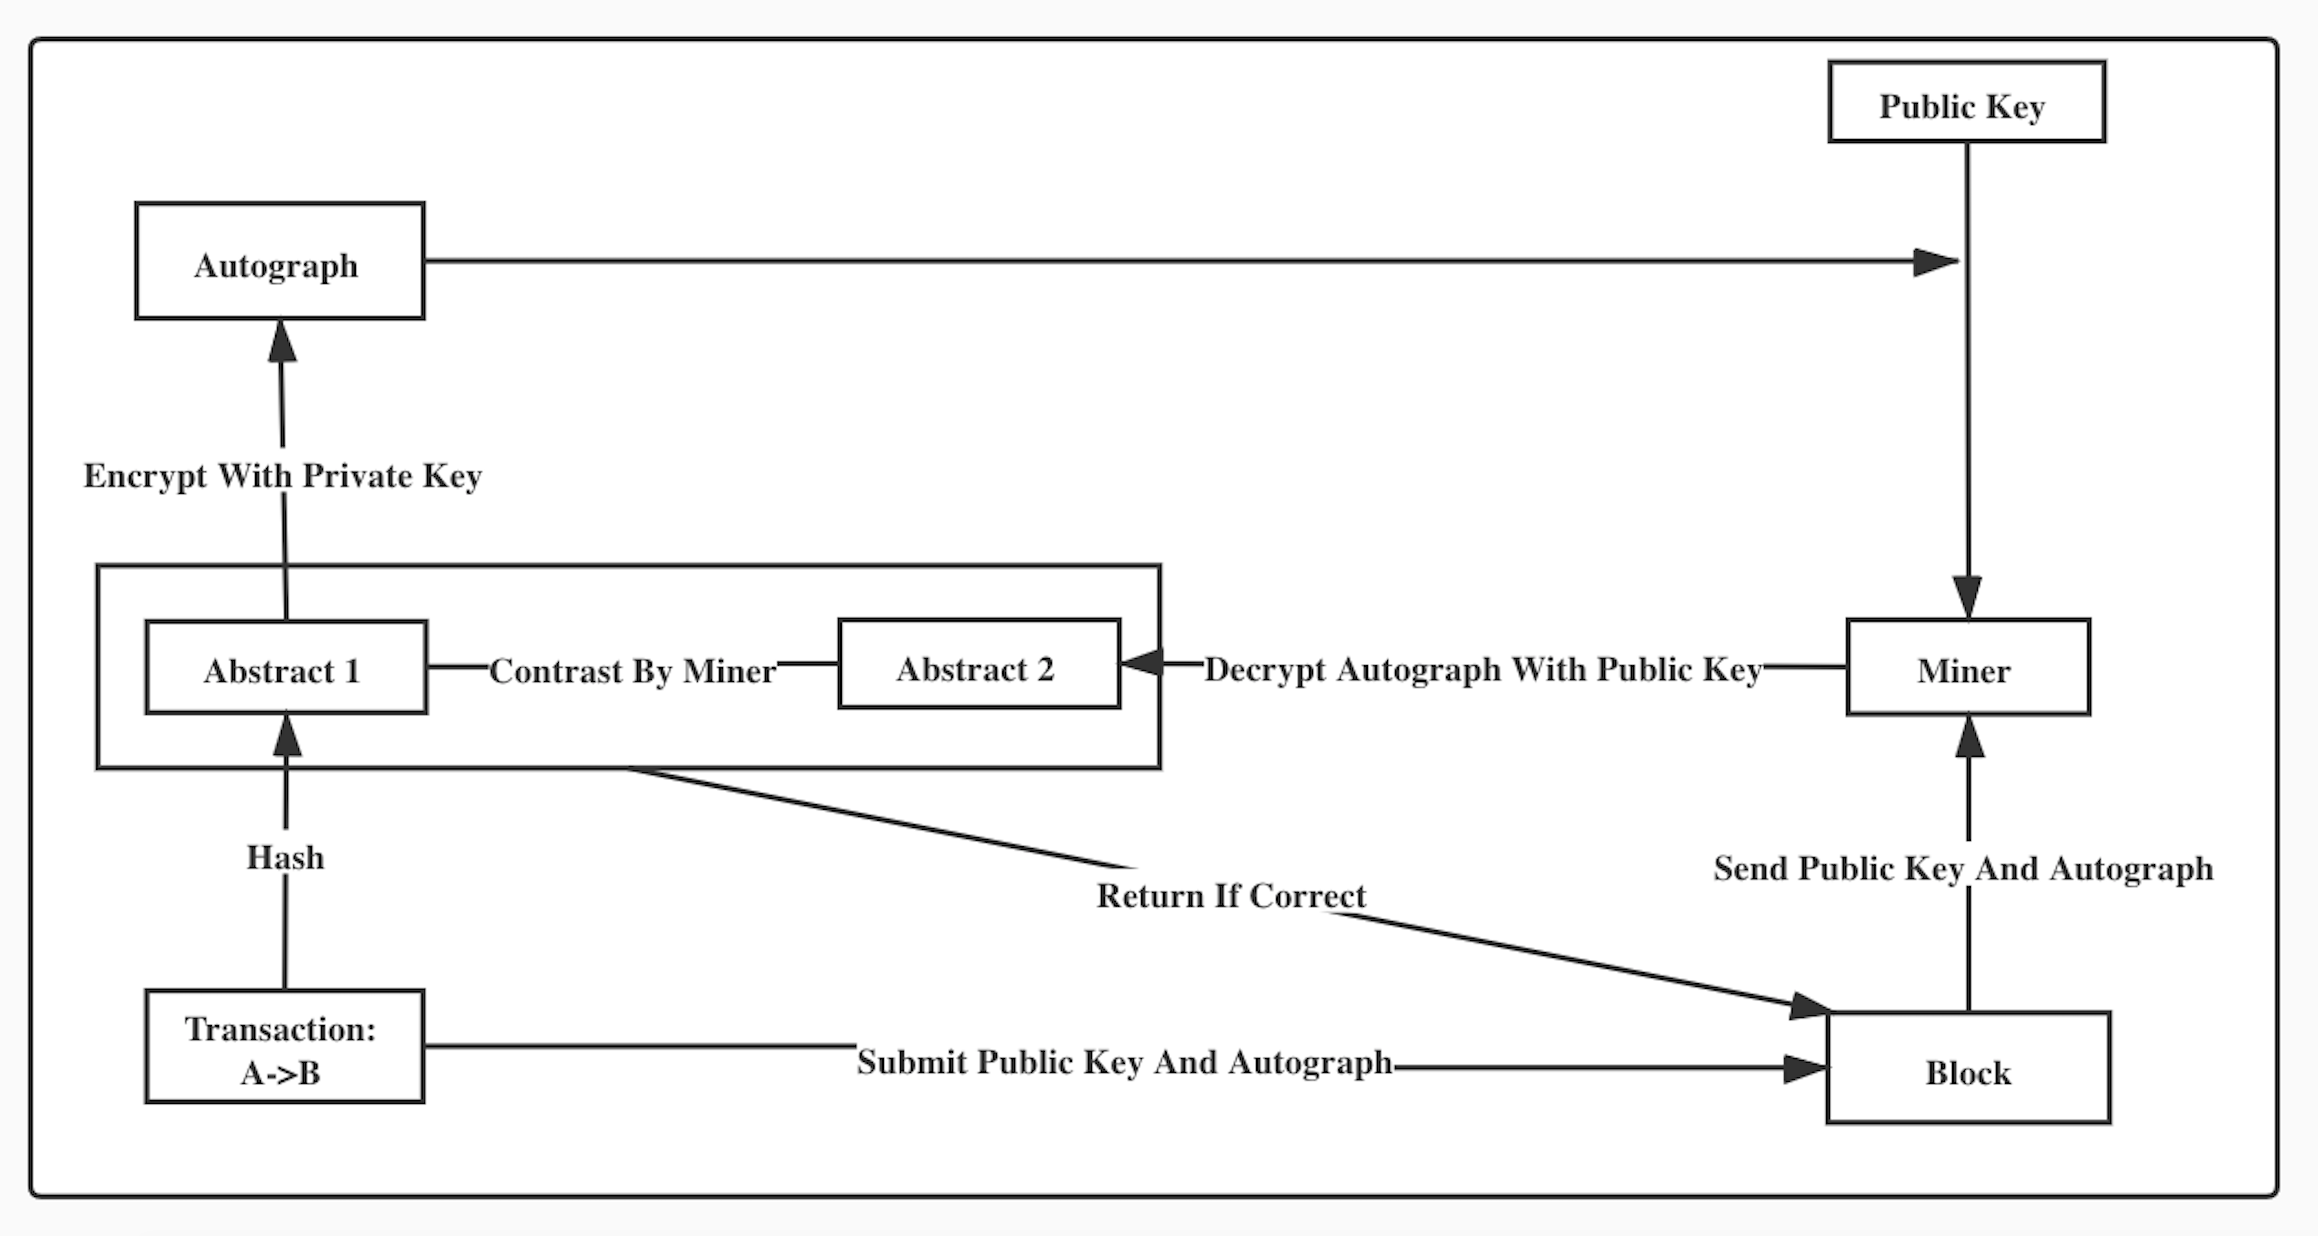 Public Key
Autograph
Encrypt With Private Key
Abstract 1
Contrast By Miner
Abstract 2
Decrypt Autograph With Public Key
Miner
Hash
Return If Correct
Send Public Key And Autograph
Transaction:
A->B
Submit Public Key And Autograph
Block